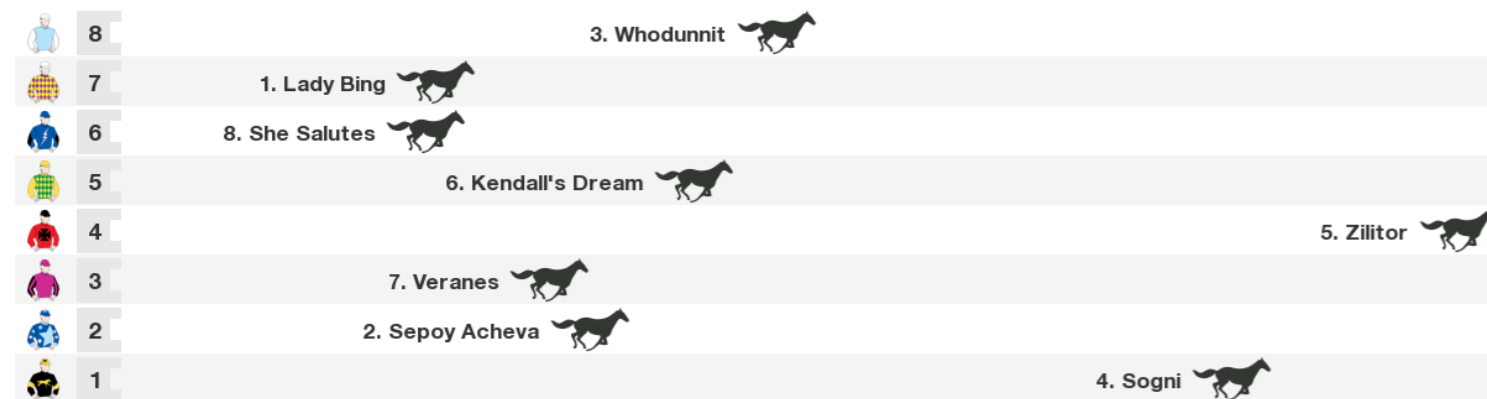 8 3. Whodunnit
7 1. Lady Bing
6 8. She Salutes
5 6. Kendall's Dream
4 5. Zilitor
3 7. Veranes
2 2. Sepoy Acheva
1 4. Sogni